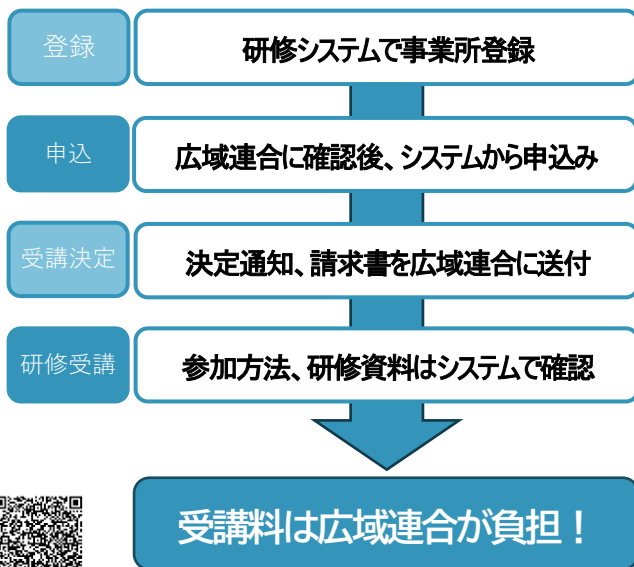 登録
研修システムで事業所登録
申込
広域連合に確認後、システムから申込み
受講決定
決定通知、請求書を広域連合に送付
研修受講
参加方法、研修資料はシステムで確認
受講料は広域連合が負担！